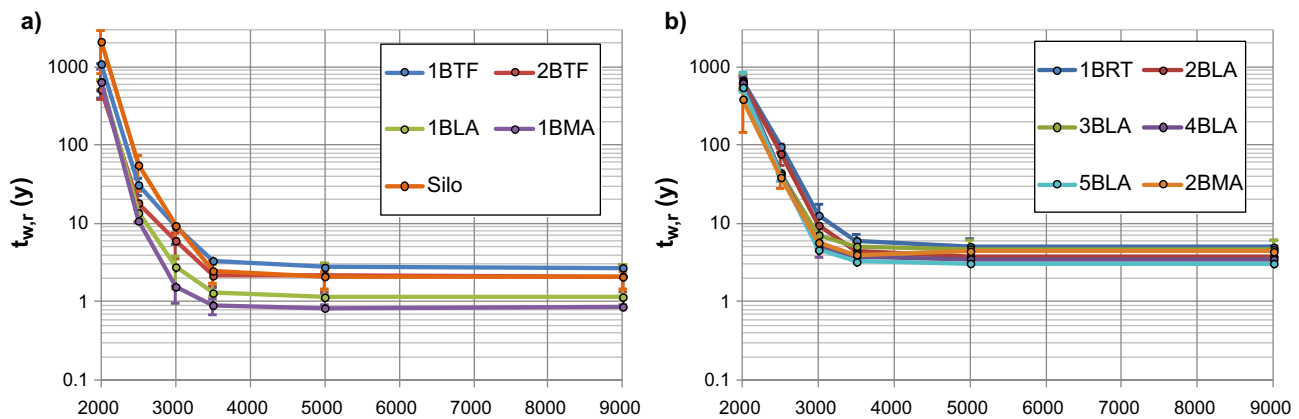 a)
1000
100
10
1
0.1
t_w,r (y)
2000 3000 4000 5000 6000 7000 8000 9000
1BTF 2BTF
1BLA 1BMA
Silo
b)
1000
100
10
1
0.1
t_w,r (y)
2000 3000 4000 5000 6000 7000 8000 9000
1BRT 2BLA
3BLA 4BLA
5BLA 2BMA